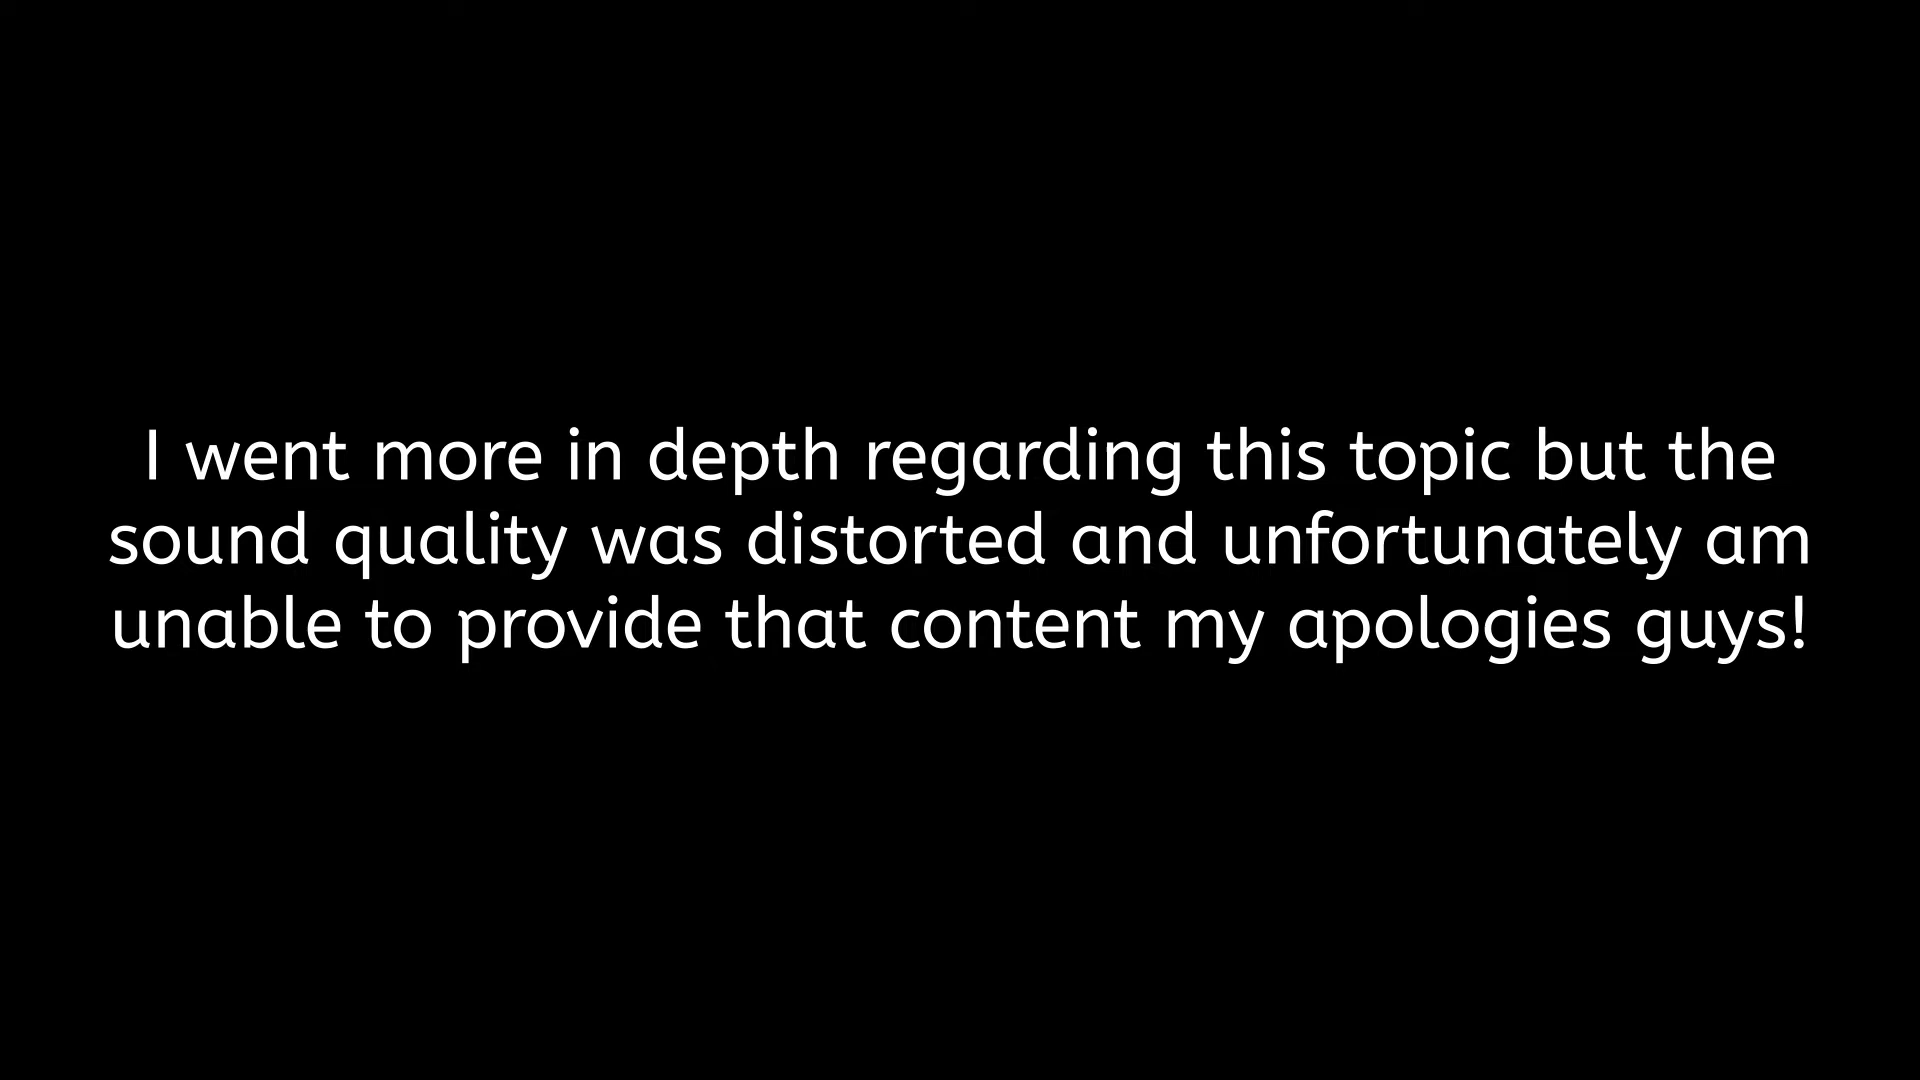 I went more in depth regarding this topic but the
sound quality was distorted and unfortunately am
unable to provide that content my apologies guys!